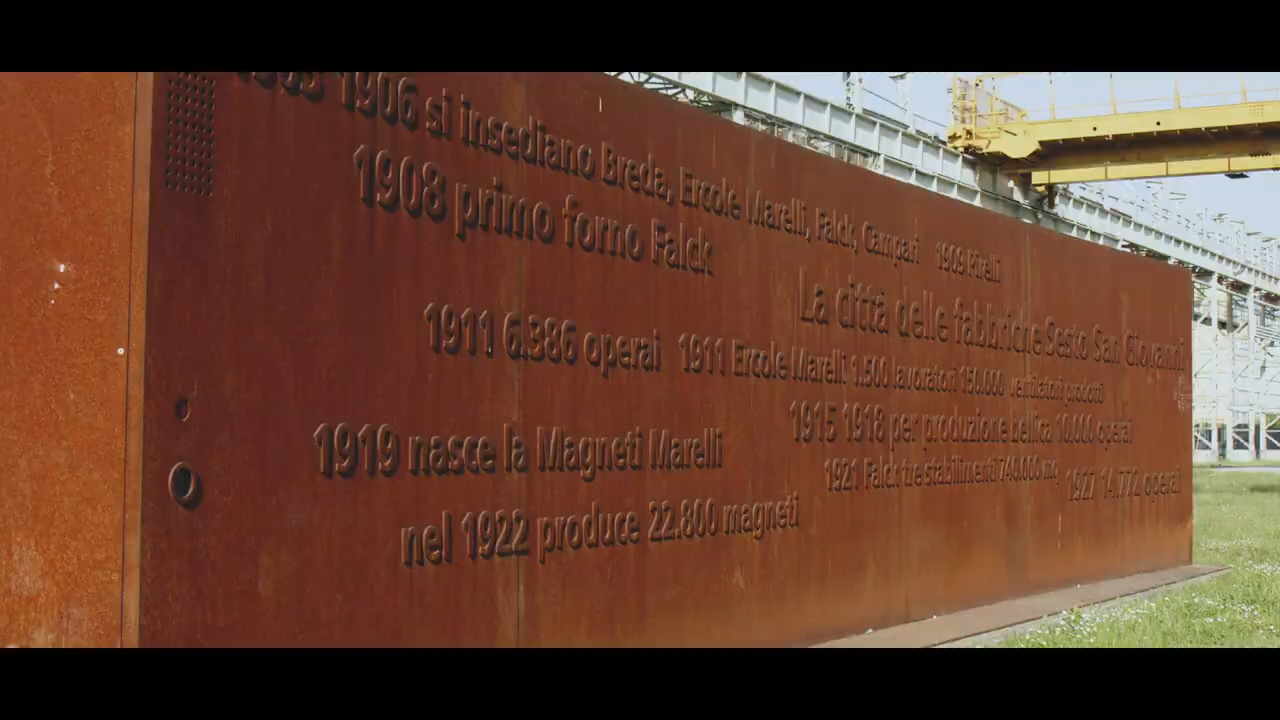 1906 si insediano Breda, Ercole Marelli, Falck, Campari 1909 Pirelli
1908 primo forno Falck
La città delle fabbriche Sesto San Giovanni
1911 6.386 operai 1911 Ercole Marelli 1.500 lavoratori 150.000 ventilatori prodotti
1915 1918 per produzione bellica 10.000 operai
1919 nasce la Magneti Marelli
1921 Falck tre stabilimenti 740.000 mq
1927 14.772 operai
nel 1922 produce 22.800 magneti